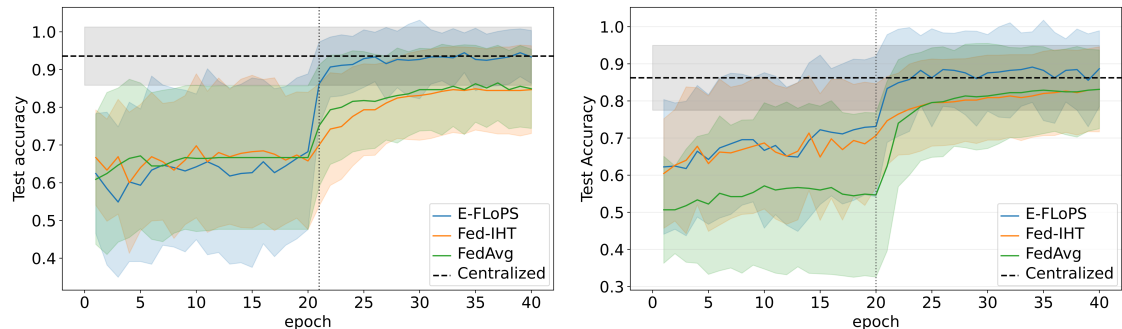 1.0
0.9
0.8
0.7
0.6
0.5
0.4
Test accuracy
0 5 10 15 20 25 30 35 40
epoch
E-FLoPS
Fed-IHT
FedAvg
Centralized
1.0
0.9
0.8
0.7
0.6
0.5
0.4
0.3
Test Accuracy
0 5 10 15 20 25 30 35 40
epoch
E-FLoPS
Fed-IHT
FedAvg
Centralized